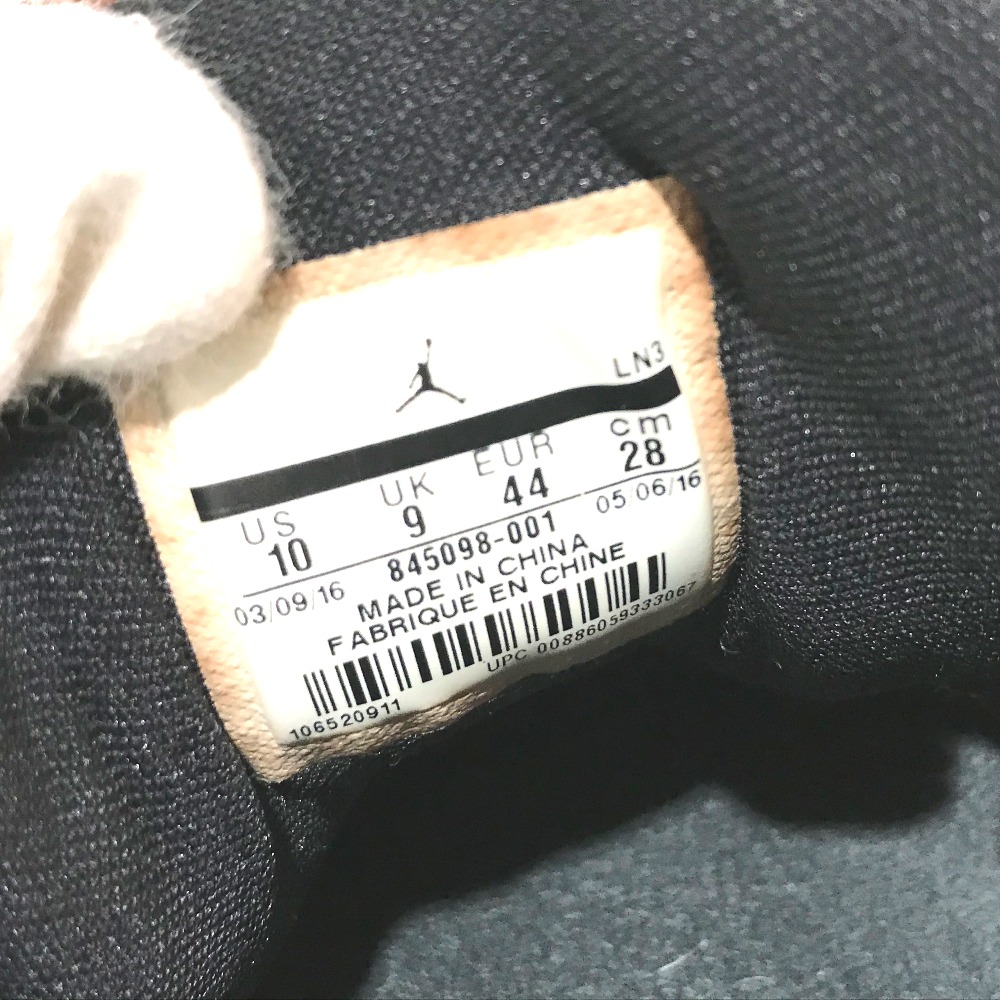 LN3
US UK EUR cm
10 9 44 28
03/09/16 845098-001 05/06/16
MADE IN CHINA
FABRIQUE EN CHINE
106520911 UPC 00886059333067